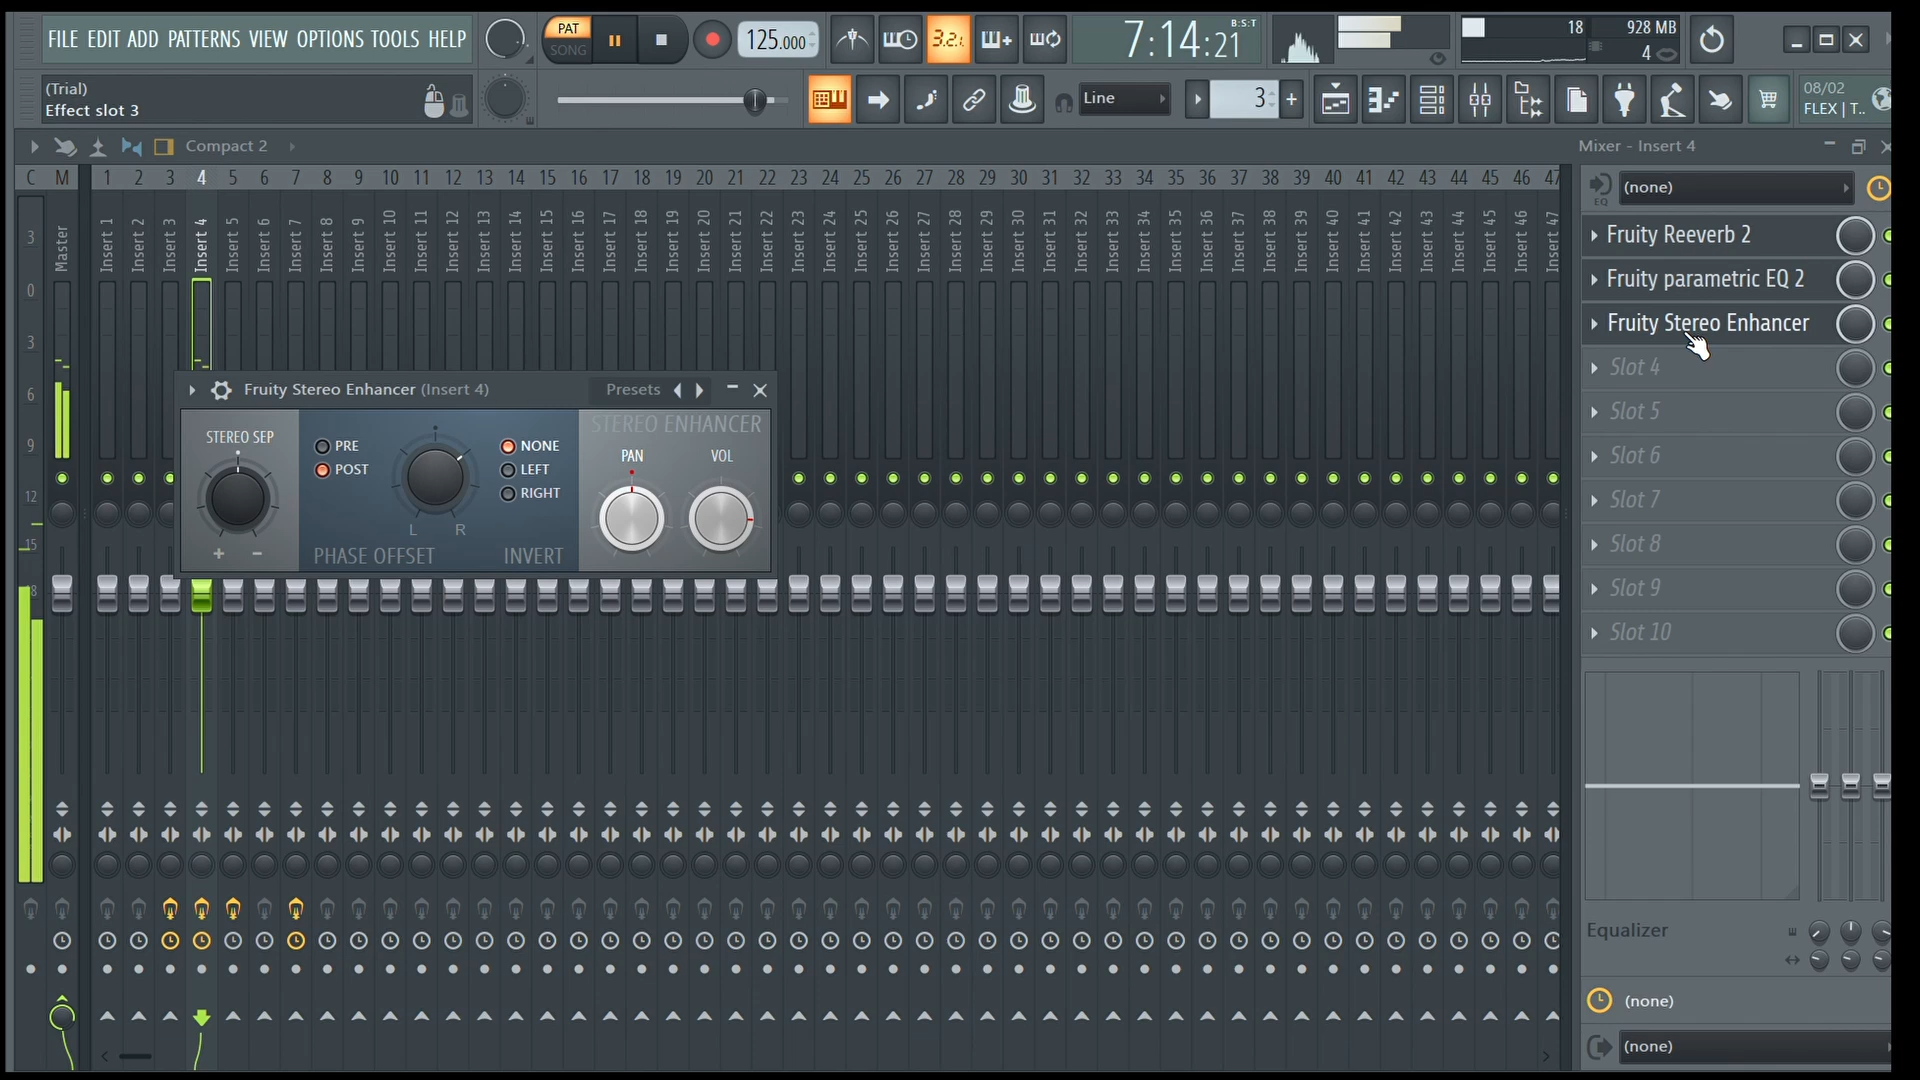 FILE EDIT ADD PATTERNS VIEW OPTIONS TOOLS HELP
PAT
SONG
125.000
3.2.
7:14:21
B:S:T
18
928 MB
4
(Trial)
Effect slot 3
Line
3
08/02
FLEX | T..
Compact 2
Mixer - Insert 4
C M 1 2 3 4 5 6 7 8 9 10 11 12 13 14 15 16 17 18 19 20 21 22 23 24 25 26 27 28 29 30 31 32 33 34 35 36 37 38 39 40 41 42 43 44 45 46 47
Master Insert 1 Insert 2 Insert 3 Insert 4 Insert 5 Insert 6 Insert 7 Insert 8 Insert 9 Insert 10 Insert 11 Insert 12 Insert 13 Insert 14 Insert 15 Insert 16 Insert 17 Insert 18 Insert 19 Insert 20 Insert 21 Insert 22 Insert 23 Insert 24 Insert 25 Insert 26 Insert 27 Insert 28 Insert 29 Insert 30 Insert 31 Insert 32 Insert 33 Insert 34 Insert 35 Insert 36 Insert 37 Insert 38 Insert 39 Insert 40 Insert 41 Insert 42 Insert 43 Insert 44 Insert 45 Insert 46 Insert 47
3
0
3
6
9
12
15
Fruity Stereo Enhancer (Insert 4)
Presets
STEREO SEP
+ -
PRE
POST
L R
PHASE OFFSET
NONE
LEFT
RIGHT
INVERT
STEREO ENHANCER
PAN VOL
EQ
(none)
Fruity Reeverb 2
Fruity parametric EQ 2
Fruity Stereo Enhancer
Slot 4
Slot 5
Slot 6
Slot 7
Slot 8
Slot 9
Slot 10
Equalizer
(none)
(none)